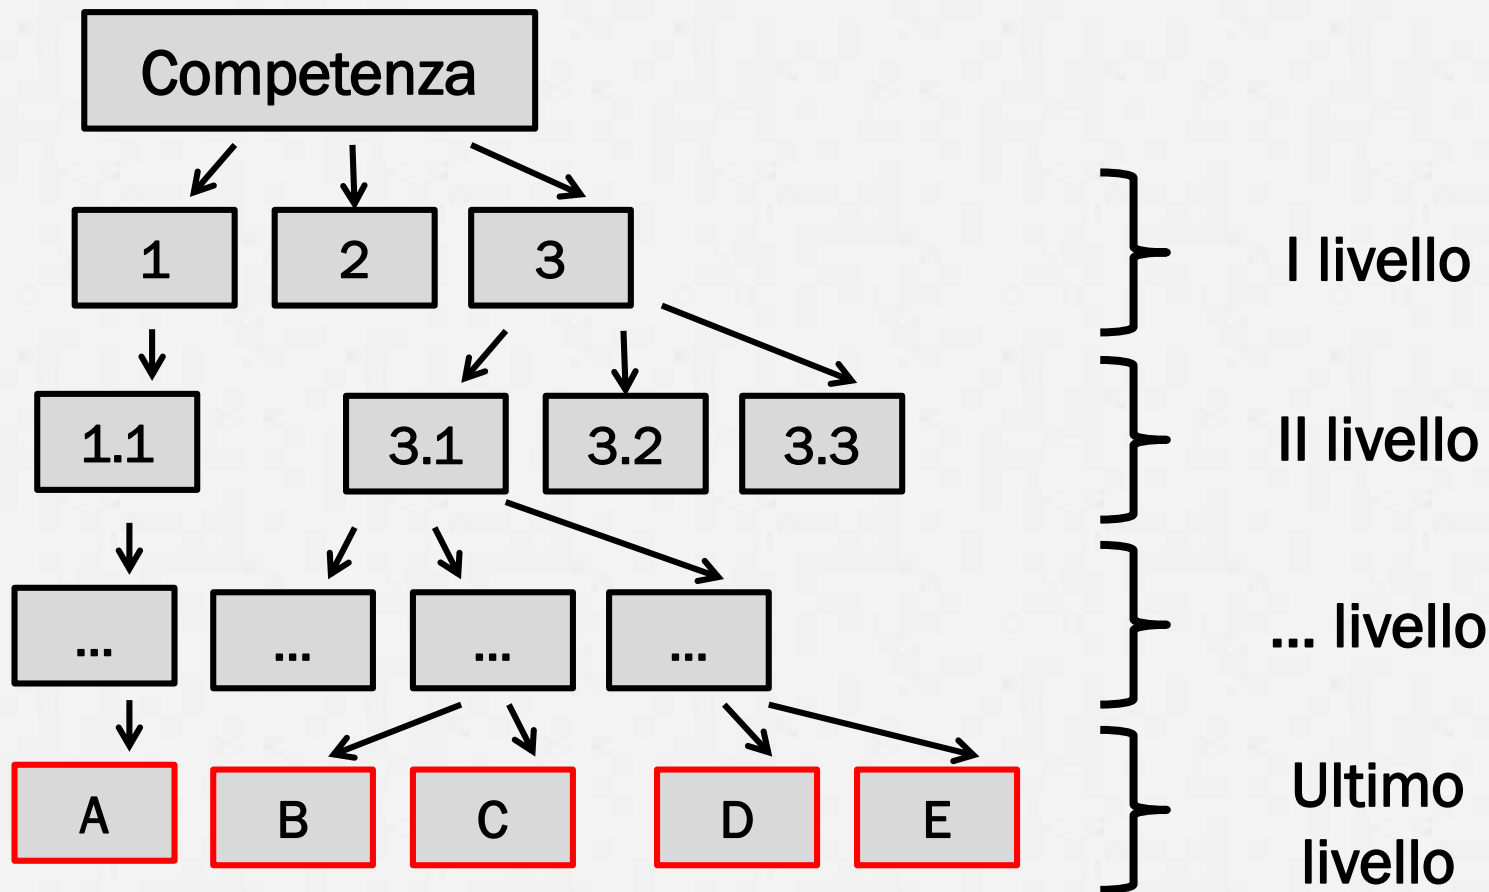 Competenza
1 2 3
I livello
1.1 3.1 3.2 3.3
II livello
... ... ... ...
... livello
A B C D E
Ultimo
livello